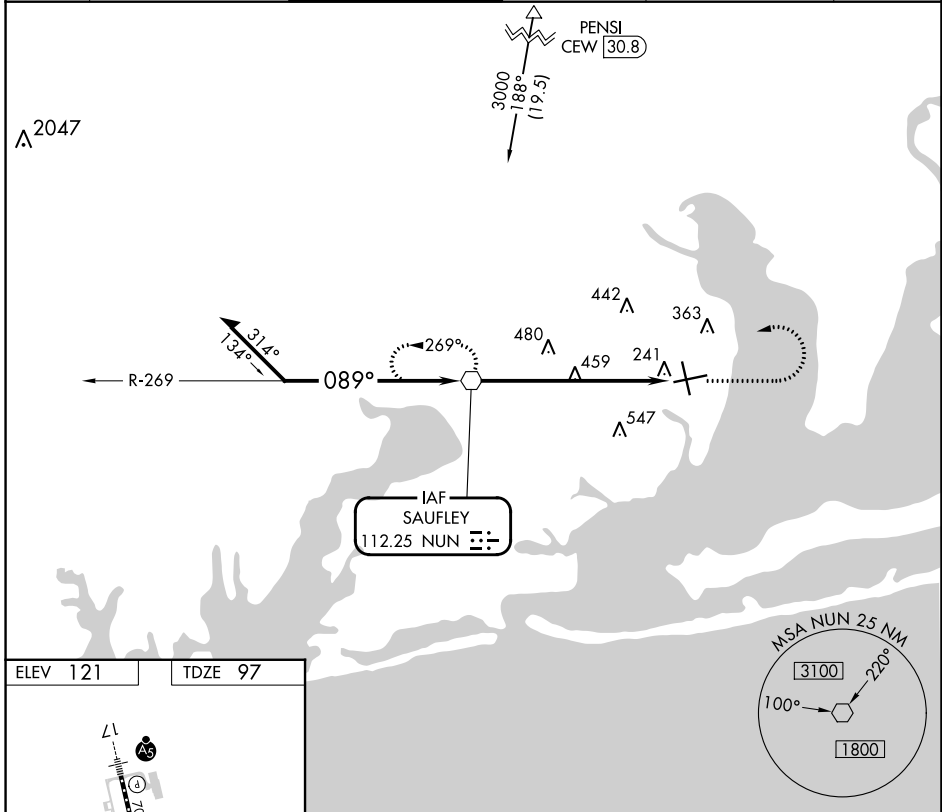 PENSI
CEW 30.8
3000
188°
(19.5)
2047
442
363
480
459
241
547
314°
134°
269°
R-269
089°
IAF
SAUFLEY
112.25 NUN
MSA NUN 25 NM
3100
220°
100°
1800
ELEV 121
TDZE 97
17
A5
P
70